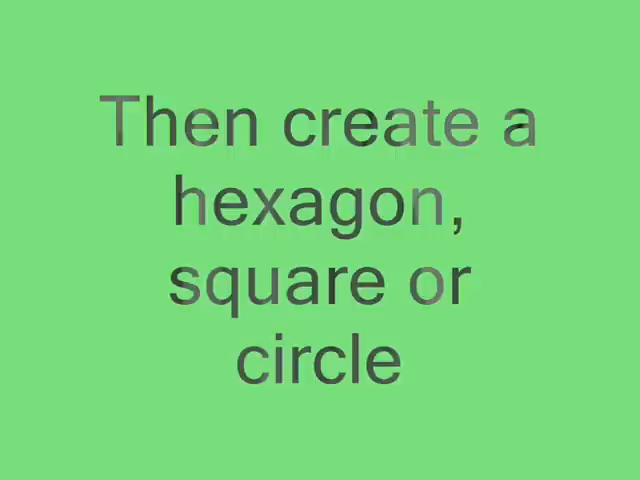 Then create a
hexagon,
square or
circle